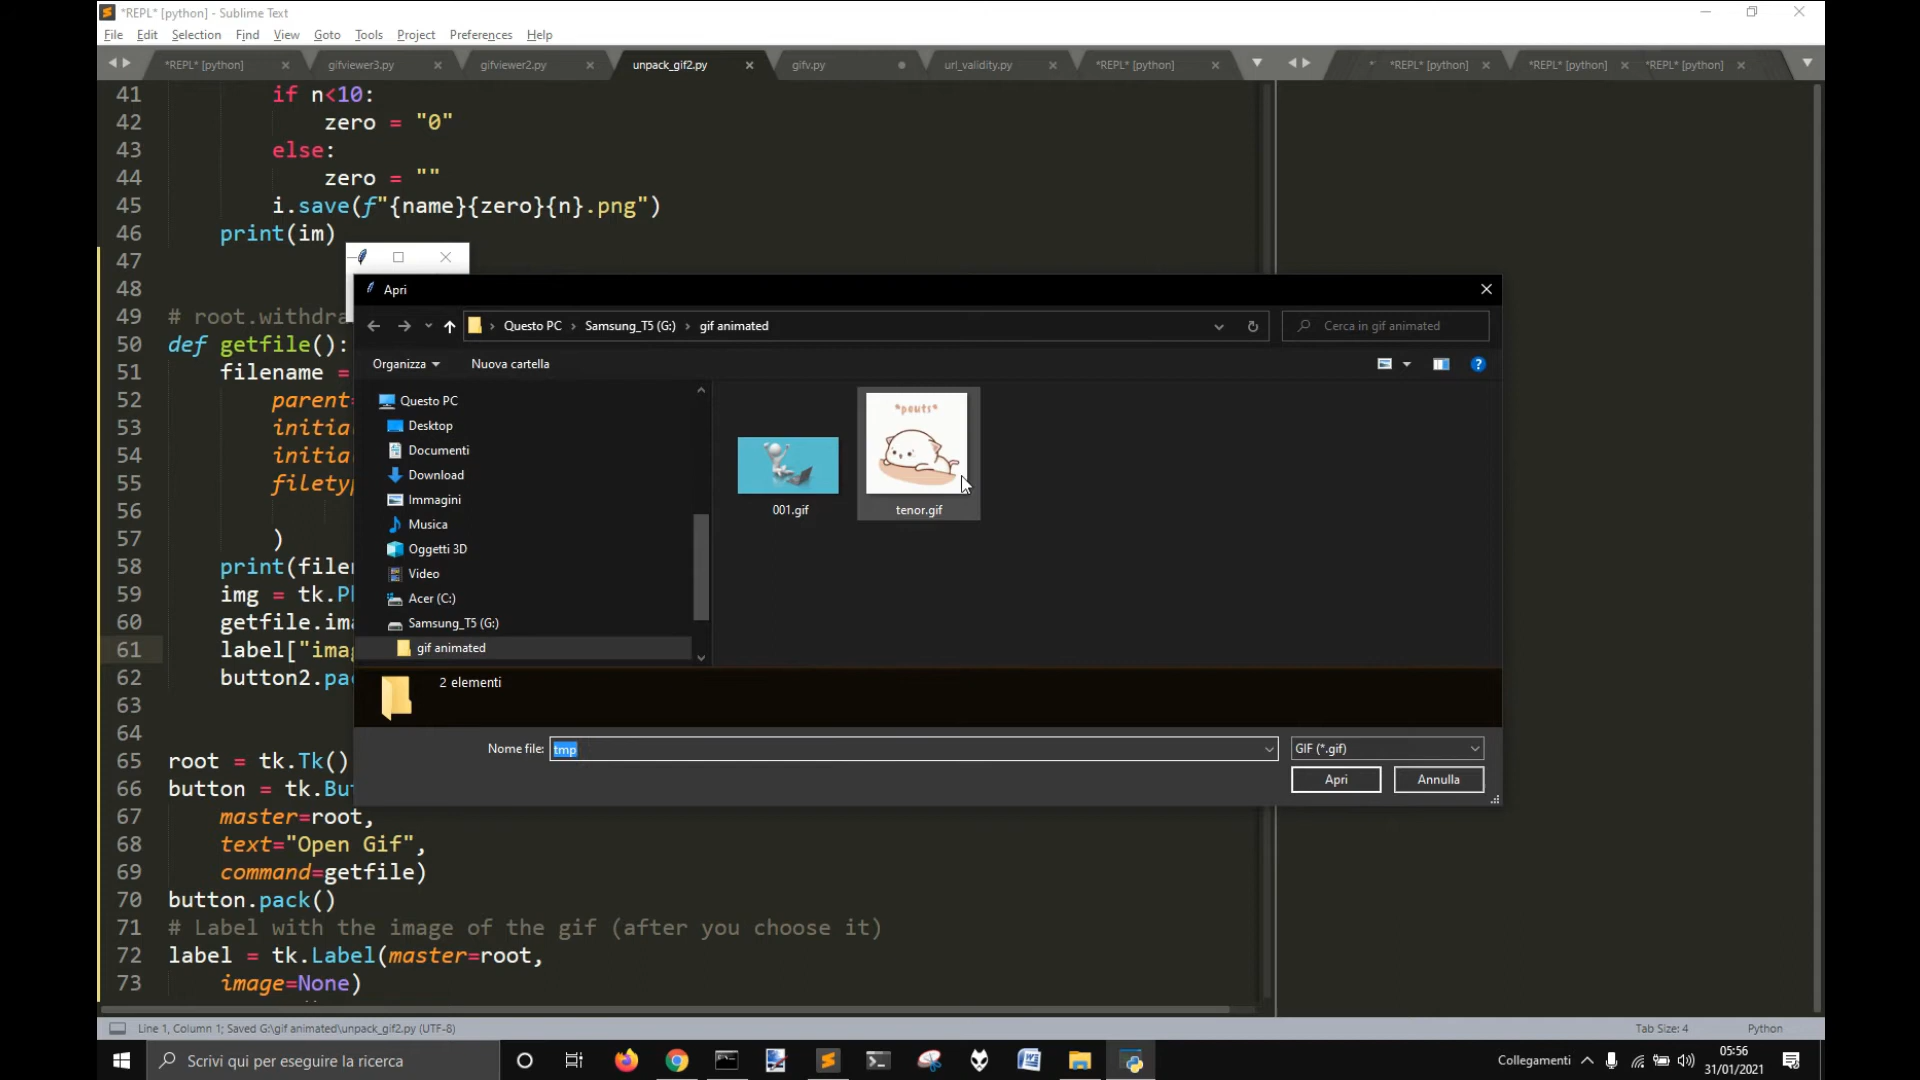 *REPL* [python] - Sublime Text
File Edit Selection Find View Goto Tools Project Preferences Help
*REPL* [python] gifviewer3.py gifviewer2.py unpack_gif2.py gifv.py url_validity.py *REPL* [python] *REPL* [python] *REPL* [python] *REPL* [python]
41 if n<10:
42 zero = "0"
43 else:
44 zero = ""
45 i.save(f"{name}{zero}{n}.png")
46 print(im)
47
48
49 # root.withdra
50 def getfile():
51 filename =
52 parent=
53 initia
54 initia
55 filety
56
57 )
58 print(file
59 img = tk.P
60 getfile.im
61 label["ima
62 button2.pa
63
64
65 root = tk.Tk()
66 button = tk.Bu
67 master=root,
68 text="Open Gif",
69 command=getfile)
70 button.pack()
71 # Label with the image of the gif (after you choose it)
72 label = tk.Label(master=root,
73 image=None)
Apri
Questo PC Samsung_T5 (G:) gif animated
Cerca in gif animated
Organizza Nuova cartella
Questo PC
Desktop
Documenti
Download
Immagini
Musica
Oggetti 3D
Video
Acer (C:)
Samsung_T5 (G:)
gif animated
*pouts*
001.gif tenor.gif
2 elementi
Nome file: tmp GIF (*.gif)
Apri Annulla
Line 1, Column 1; Saved G:\gif animated\unpack_gif2.py (UTF-8) Tab Size: 4 Python
Scrivi qui per eseguire la ricerca
Collegamenti
05:56
31/01/2021